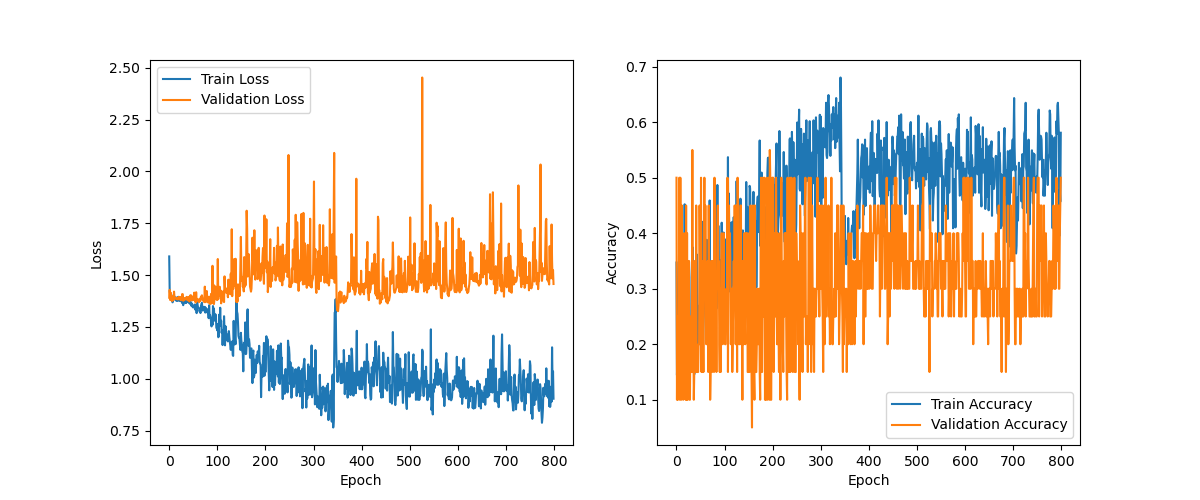 2.50
2.25
2.00
1.75
1.50
1.25
1.00
0.75
Loss
Train Loss
Validation Loss
0 100 200 300 400 500 600 700 800
Epoch
0.7
0.6
0.5
0.4
0.3
0.2
0.1
Accuracy
Train Accuracy
Validation Accuracy
0 100 200 300 400 500 600 700 800
Epoch